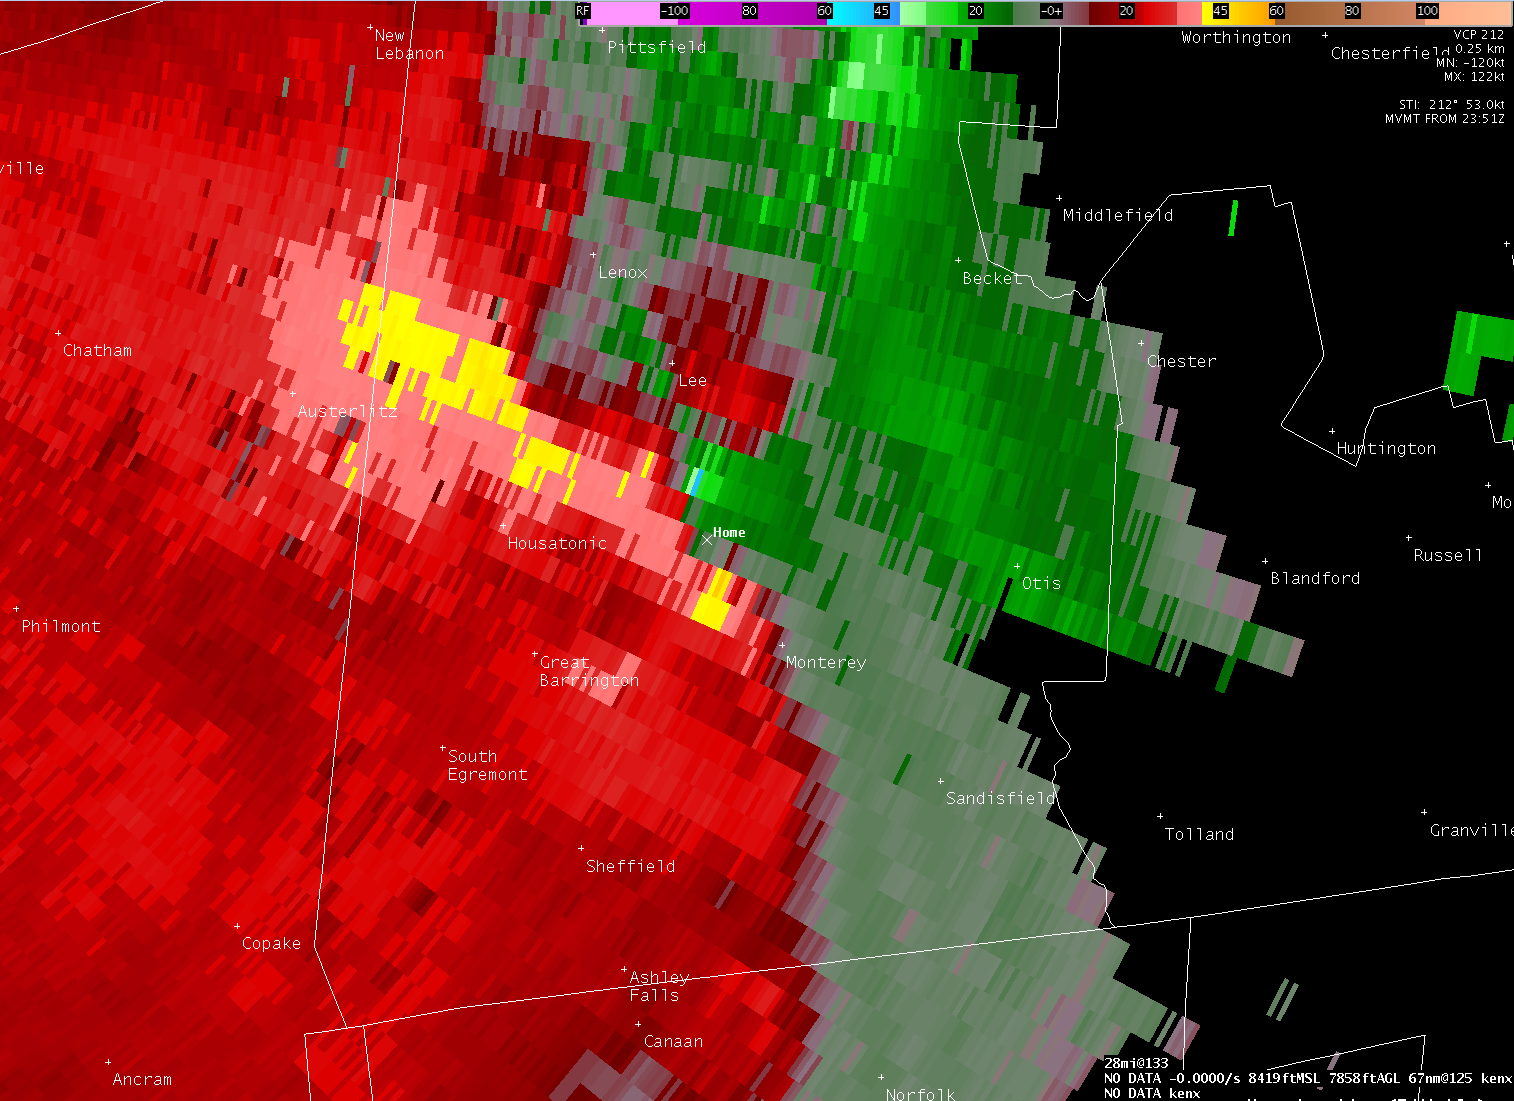 RF -100 80 60 45 20 -0+ 20 45 60 80 100
New
Lebanon
Pittsfield
Worthington
Chesterfield
VCP 212
0.25 km
MN: -120kt
MX: 122kt
STI: 212° 53.0kt
MVMT FROM 23:51Z
ville
Middlefield
Lenox
Becket
Chatham
Lee
Chester
Austerlitz
Huntington
Mo
Home
Housatonic
Russell
Otis
Blandford
Philmont
Great
Barrington
Monterey
South
Egremont
Sandisfield
Tolland
Granville
Sheffield
Copake
Ashley
Falls
Canaan
Ancram
Norfolk
28mi@133
NO DATA -0.0000/s 8419ftMSL 7858ftAGL 67nm@125 kenx
NO DATA kenx